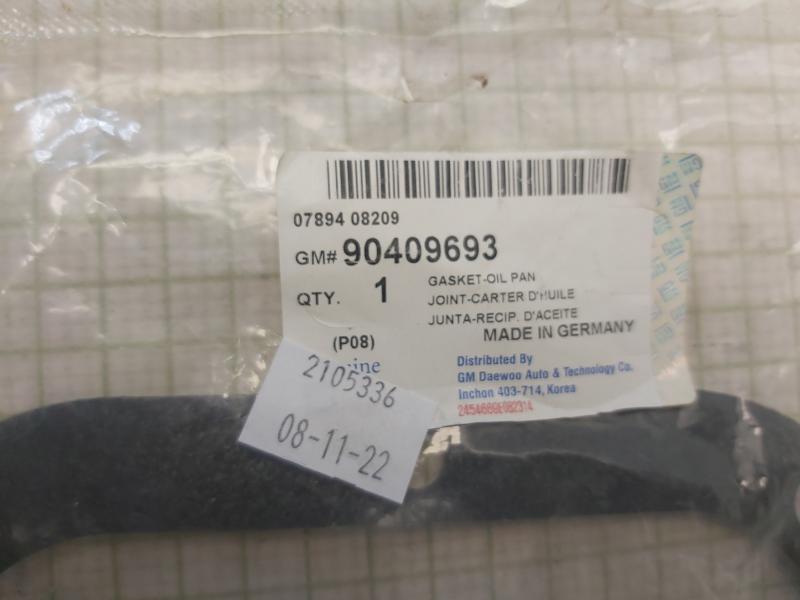 07894 08209
GM# 90409693
QTY. 1
GASKET-OIL PAN
JOINT-CARTER D'HUILE
JUNTA-RECIP. D'ACEITE
MADE IN GERMANY
(P08)
Distributed By
GM Daewoo Auto & Technology Co.
Inchon 403-714, Korea
2105336
08-11-22